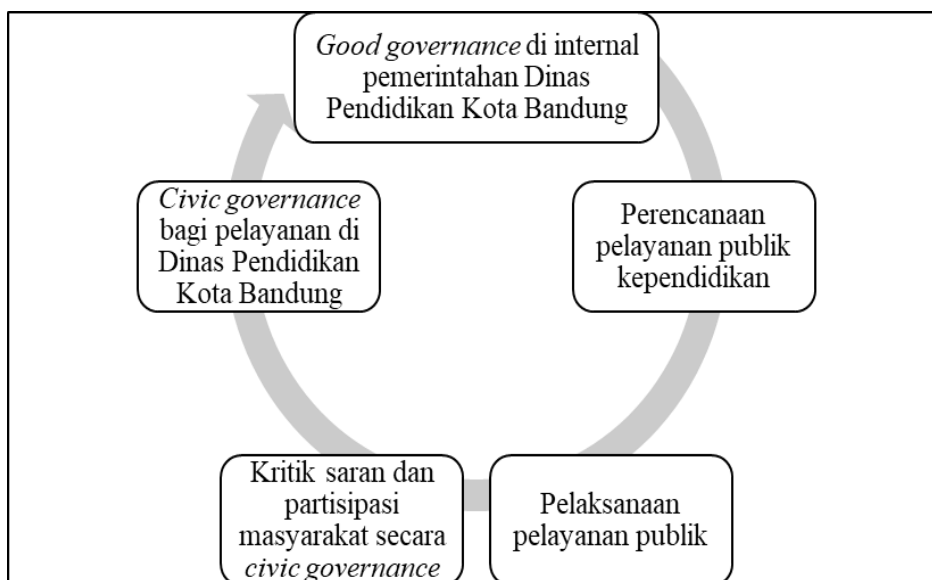 Good governance di internal
pemerintahan Dinas
Pendidikan Kota Bandung
Perencanaan
pelayanan publik
kependidikan
Pelaksanaan
pelayanan publik
Kritik saran dan
partisipasi
masyarakat secara
civic governance
Civic governance
bagi pelayanan di
Dinas Pendidikan
Kota Bandung